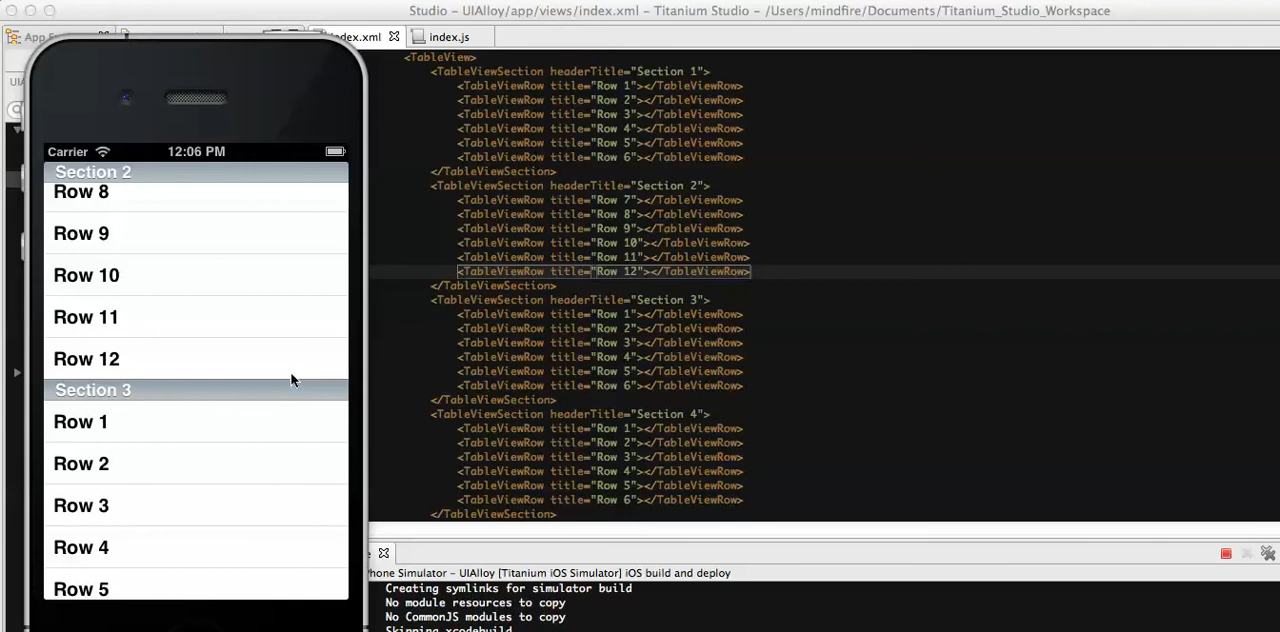 Studio – UIAlloy/app/views/index.xml – Titanium Studio – /Users/mindfire/Documents/Titanium_Studio_Workspace
index.xml
index.js
Carrier
12:06 PM
Section 2
Row 8
Row 9
Row 10
Row 11
Row 12
Section 3
Row 1
Row 2
Row 3
Row 4
Row 5
<TableView>
<TableViewSection headerTitle="Section 1">
<TableViewRow title="Row 1"></TableViewRow>
<TableViewRow title="Row 2"></TableViewRow>
<TableViewRow title="Row 3"></TableViewRow>
<TableViewRow title="Row 4"></TableViewRow>
<TableViewRow title="Row 5"></TableViewRow>
<TableViewRow title="Row 6"></TableViewRow>
</TableViewSection>
<TableViewSection headerTitle="Section 2">
<TableViewRow title="Row 7"></TableViewRow>
<TableViewRow title="Row 8"></TableViewRow>
<TableViewRow title="Row 9"></TableViewRow>
<TableViewRow title="Row 10"></TableViewRow>
<TableViewRow title="Row 11"></TableViewRow>
<TableViewRow title="Row 12"></TableViewRow>
</TableViewSection>
<TableViewSection headerTitle="Section 3">
<TableViewRow title="Row 1"></TableViewRow>
<TableViewRow title="Row 2"></TableViewRow>
<TableViewRow title="Row 3"></TableViewRow>
<TableViewRow title="Row 4"></TableViewRow>
<TableViewRow title="Row 5"></TableViewRow>
<TableViewRow title="Row 6"></TableViewRow>
</TableViewSection>
<TableViewSection headerTitle="Section 4">
<TableViewRow title="Row 1"></TableViewRow>
<TableViewRow title="Row 2"></TableViewRow>
<TableViewRow title="Row 3"></TableViewRow>
<TableViewRow title="Row 4"></TableViewRow>
<TableViewRow title="Row 5"></TableViewRow>
<TableViewRow title="Row 6"></TableViewRow>
</TableViewSection>
Phone Simulator – UIAlloy [Titanium iOS Simulator] iOS build and deploy
Creating symlinks for simulator build
No module resources to copy
No CommonJS modules to copy
Skipping xcodebuild